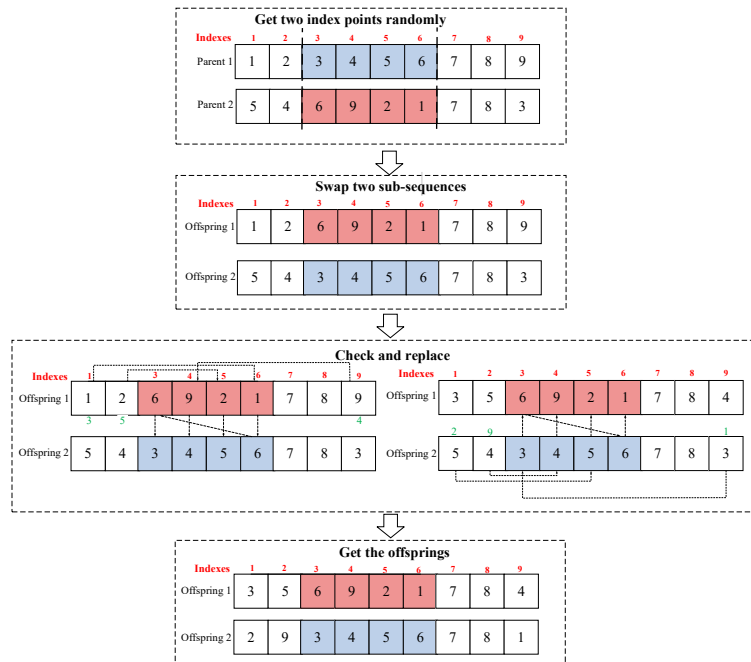 Get two index points randomly
Indexes 1 2 3 4 5 6 7 8 9
Parent 1 1 2 3 4 5 6 7 8 9
Parent 2 5 4 6 9 2 1 7 8 3
Swap two sub-sequences
Indexes 1 2 3 4 5 6 7 8 9
Offspring 1 1 2 6 9 2 1 7 8 9
Offspring 2 5 4 3 4 5 6 7 8 3
Check and replace
Indexes 1 2 3 4 5 6 7 8 9
Offspring 1 1 2 6 9 2 1 7 8 9
3 5 4
Offspring 2 5 4 3 4 5 6 7 8 3
Indexes 1 2 3 4 5 6 7 8 9
Offspring 1 3 5 6 9 2 1 7 8 4
2 9 1
Offspring 2 5 4 3 4 5 6 7 8 3
Get the offsprings
Indexes 1 2 3 4 5 6 7 8 9
Offspring 1 3 5 6 9 2 1 7 8 4
Offspring 2 2 9 3 4 5 6 7 8 1